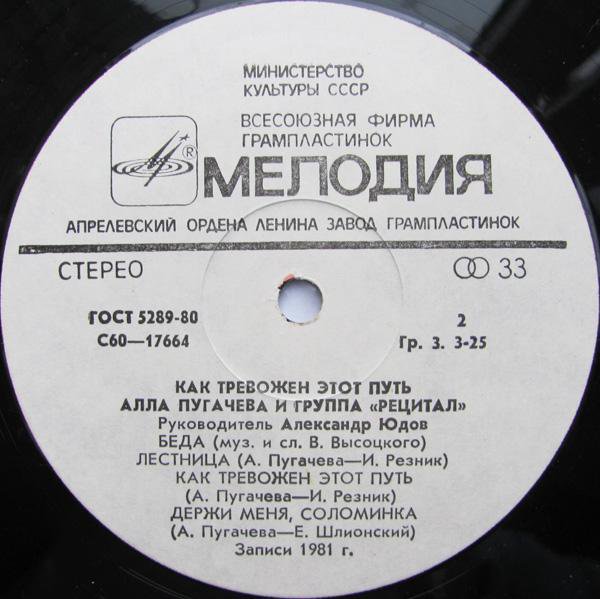 МИНИСТЕРСТВО
КУЛЬТУРЫ СССР
ВСЕСОЮЗНАЯ ФИРМА
ГРАМПЛАСТИНОК
® МЕЛОДИЯ
АПРЕЛЕВСКИЙ ОРДЕНА ЛЕНИНА ЗАВОД ГРАМПЛАСТИНОК
СТЕРЕО 33
ГОСТ 5289-80 2
С60—17664 Гр. 3. 3-25
КАК ТРЕВОЖЕН ЭТОТ ПУТЬ
АЛЛА ПУГАЧЕВА И ГРУППА «РЕЦИТАЛ»
Руководитель Александр Юдов
БЕДА (муз. и сл. В. Высоцкого)
ЛЕСТНИЦА (А. Пугачева—И. Резник)
КАК ТРЕВОЖЕН ЭТОТ ПУТЬ
(А. Пугачева—И. Резник)
ДЕРЖИ МЕНЯ, СОЛОМИНКА
(А. Пугачева—Е. Шлионский)
Записи 1981 г.